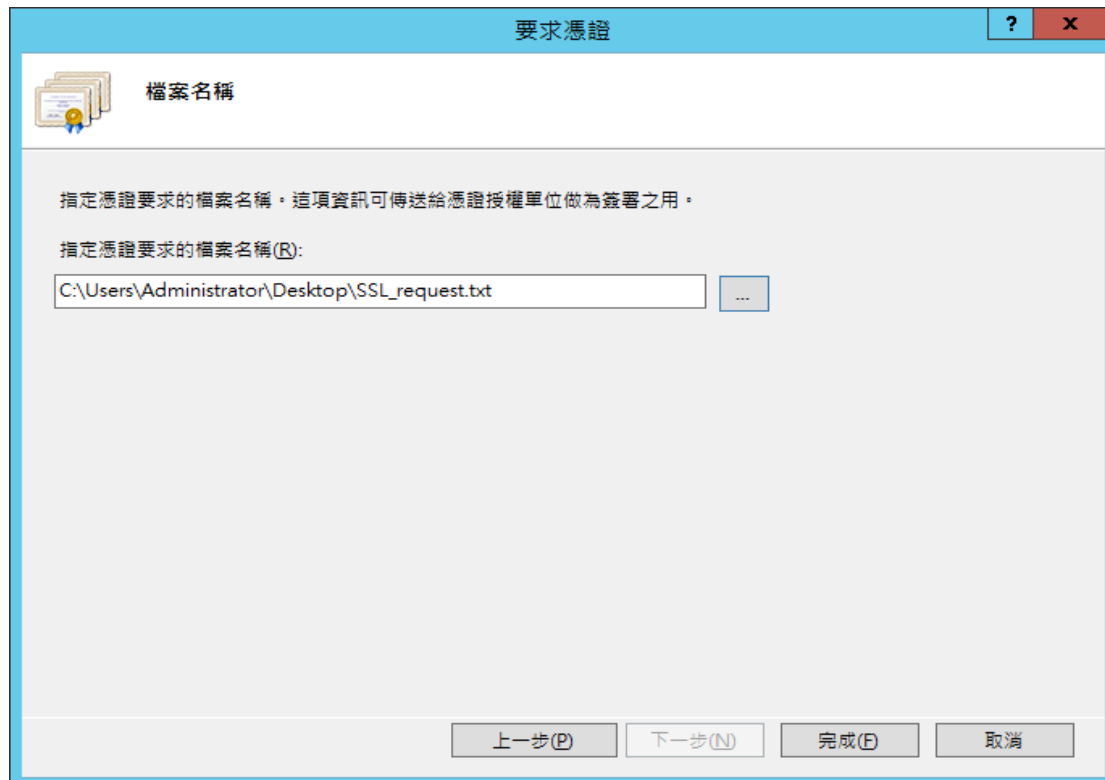 要求憑證
?
x
檔案名稱
指定憑證要求的檔案名稱。這項資訊可傳送給憑證授權單位做為簽署之用。
指定憑證要求的檔案名稱(R):
C:\Users\Administrator\Desktop\SSL_request.txt
...
上一步(P)
下一步(N)
完成(F)
取消